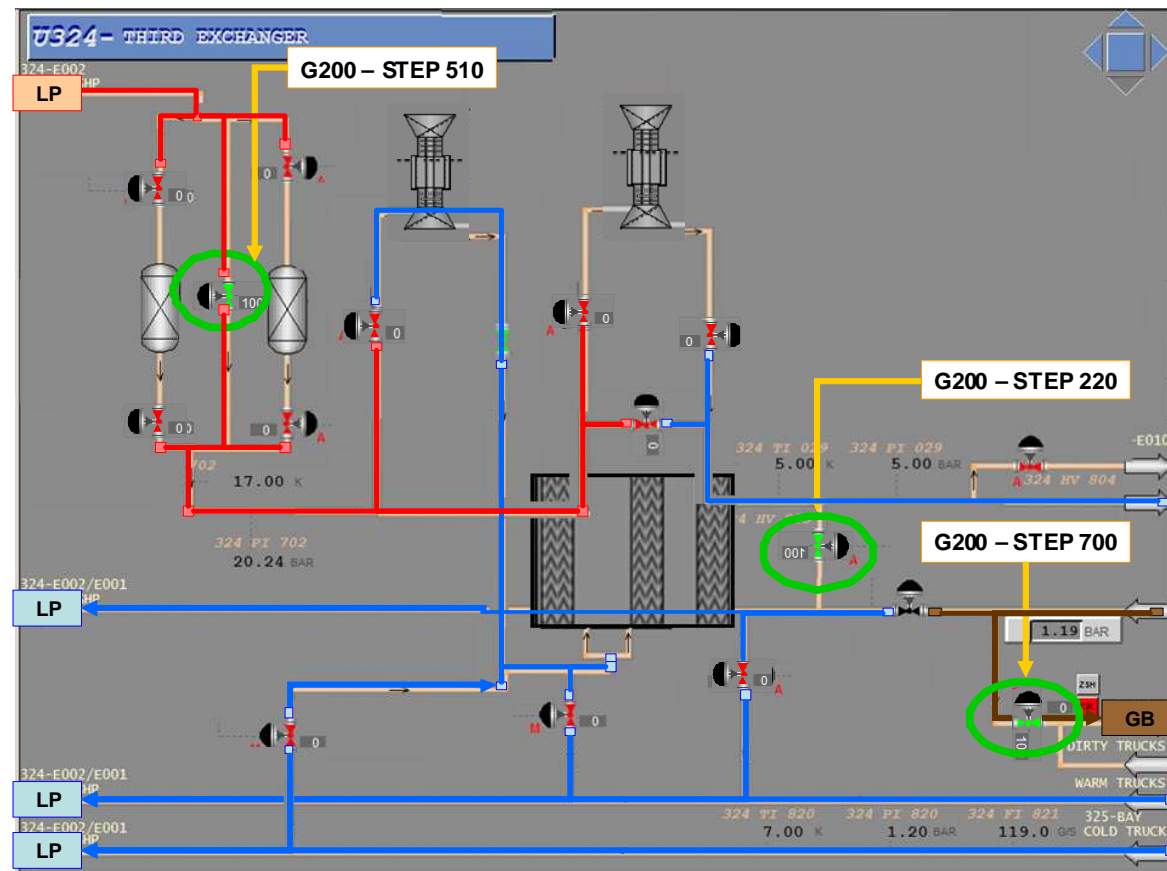 U324- THIRD EXCHANGER
G200 – STEP 510
324-E002
HP
LP
0
A
0
100
0
A
0
A
0
0
0
0
A
G200 – STEP 220
324 TI 029
5.00 K
324 PI 029
5.00 BAR
-E010
A
324 HV 804
17.00 K
324 PI 702
20.24 BAR
100
A
G200 – STEP 700
324-E002/E001
HP
LP
1.19 BAR
0
A
ZSH
0
GB
M
0
0
10
DIRTY TRUCKS
WARM TRUCKS
324-E002/E001
HP
LP
324 TI 820
7.00 K
324 PI 820
1.20 BAR
324 FI 821
119.0 G/S
325-BAY
COLD TRUCK
324-E002/E001
HP
LP